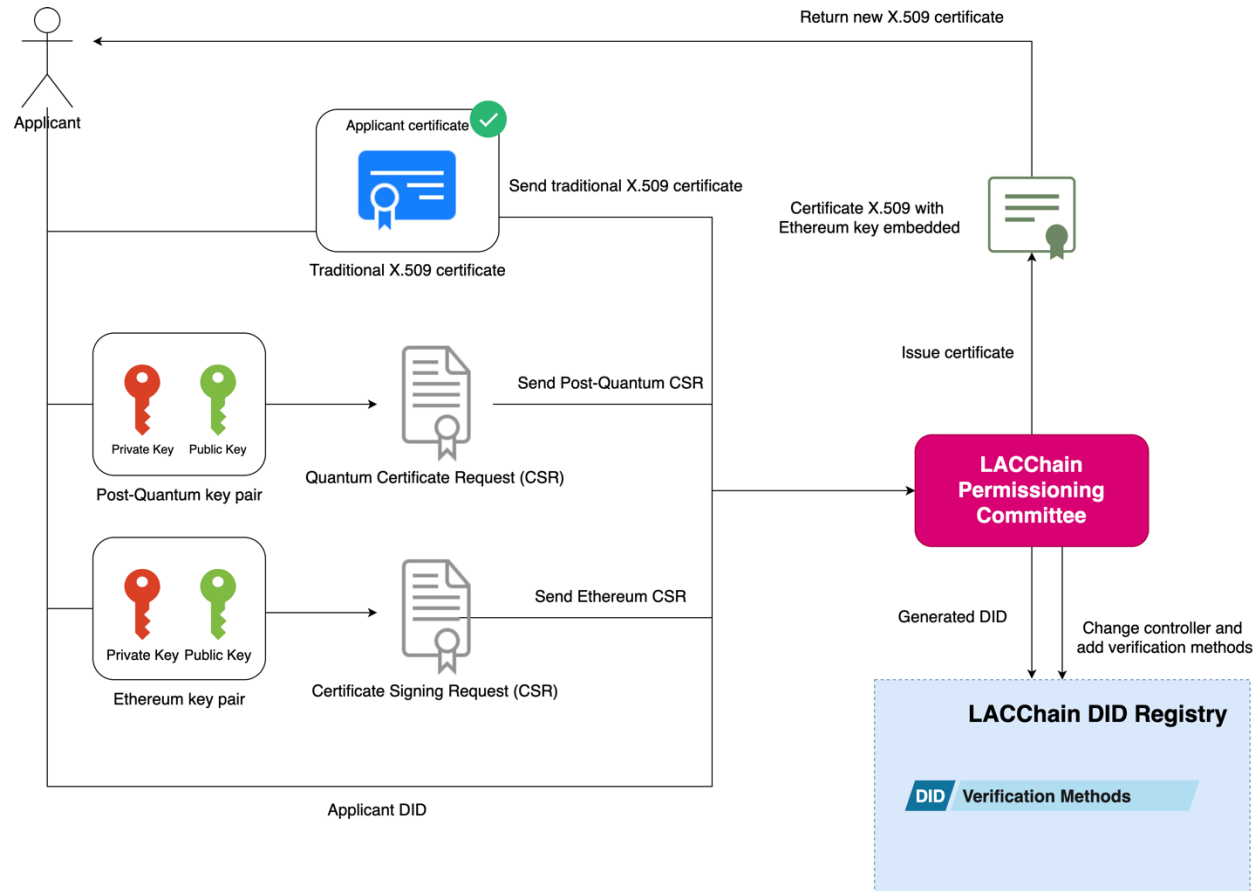 Return new X.509 certificate
Applicant
Applicant certificate
Send traditional X.509 certificate
Traditional X.509 certificate
Certificate X.509 with
Ethereum key embedded
Issue certificate
Private Key
Public Key
Post-Quantum key pair
Send Post-Quantum CSR
Quantum Certificate Request (CSR)
LACChain
Permissioning
Committee
Private Key
Public Key
Ethereum key pair
Send Ethereum CSR
Certificate Signing Request (CSR)
Generated DID
Change controller and
add verification methods
Applicant DID
LACChain DID Registry
DID
Verification Methods